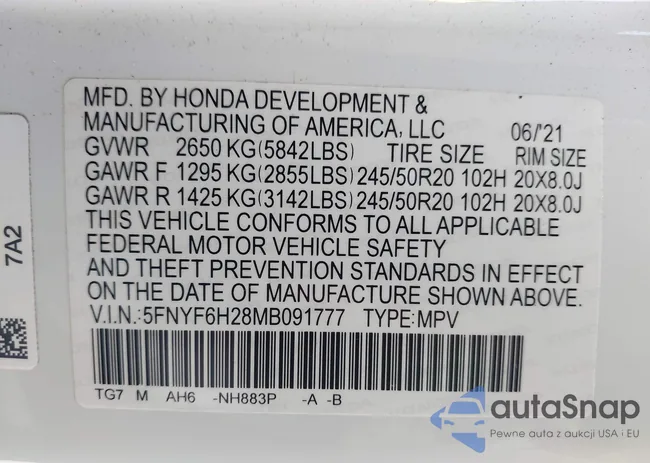 MFD. BY HONDA DEVELOPMENT &
MANUFACTURING OF AMERICA, LLC 06/'21
GVWR 2650 KG(5842LBS) TIRE SIZE RIM SIZE
GAWR F 1295 KG(2855LBS) 245/50R20 102H 20X8.0J
GAWR R 1425 KG(3142LBS) 245/50R20 102H 20X8.0J
THIS VEHICLE CONFORMS TO ALL APPLICABLE
FEDERAL MOTOR VEHICLE SAFETY
AND THEFT PREVENTION STANDARDS IN EFFECT
ON THE DATE OF MANUFACTURE SHOWN ABOVE.
V.I.N.:5FNYF6H28MB091777 TYPE:MPV
TG7 M AH6 -NH883P -A -B
7A2
autaSnap
Pewne auta z aukcji USA i EU